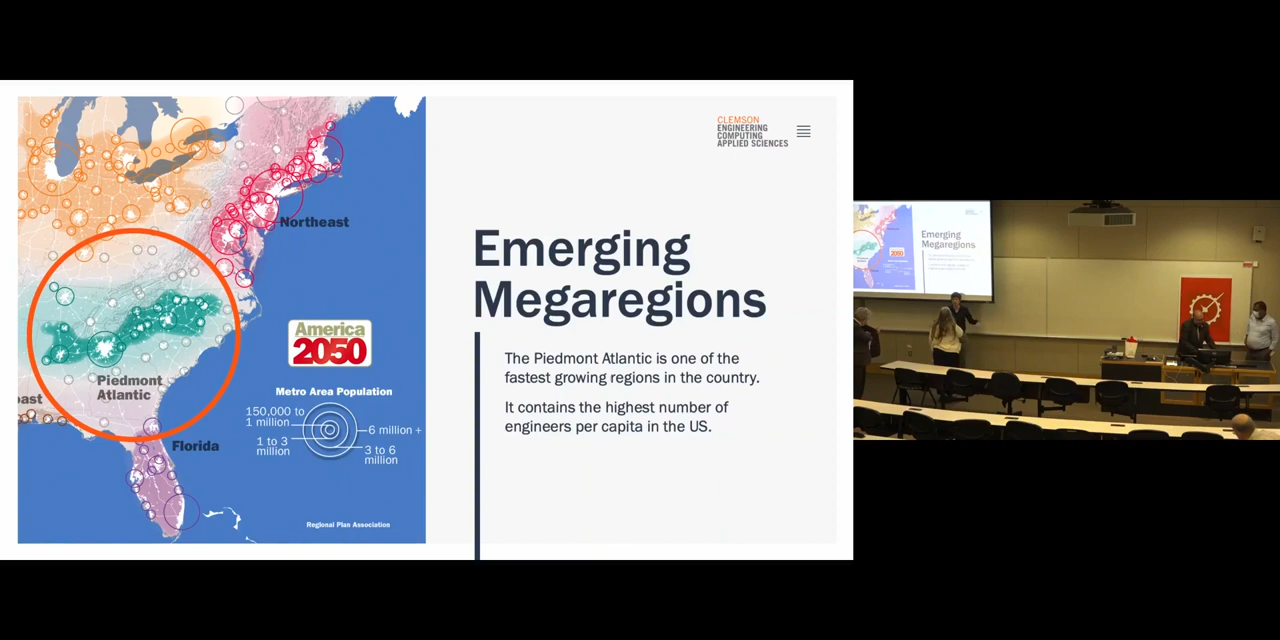 CLEMSON
ENGINEERING
COMPUTING
APPLIED SCIENCES
Northeast
Emerging
Megaregions
America
2050
The Piedmont Atlantic is one of the
fastest growing regions in the country.
It contains the highest number of
engineers per capita in the US.
Piedmont
Atlantic
ast
Florida
Metro Area Population
150,000 to
1 million
1 to 3
million
6 million +
3 to 6
million
Regional Plan Association
Emerging
Megaregions